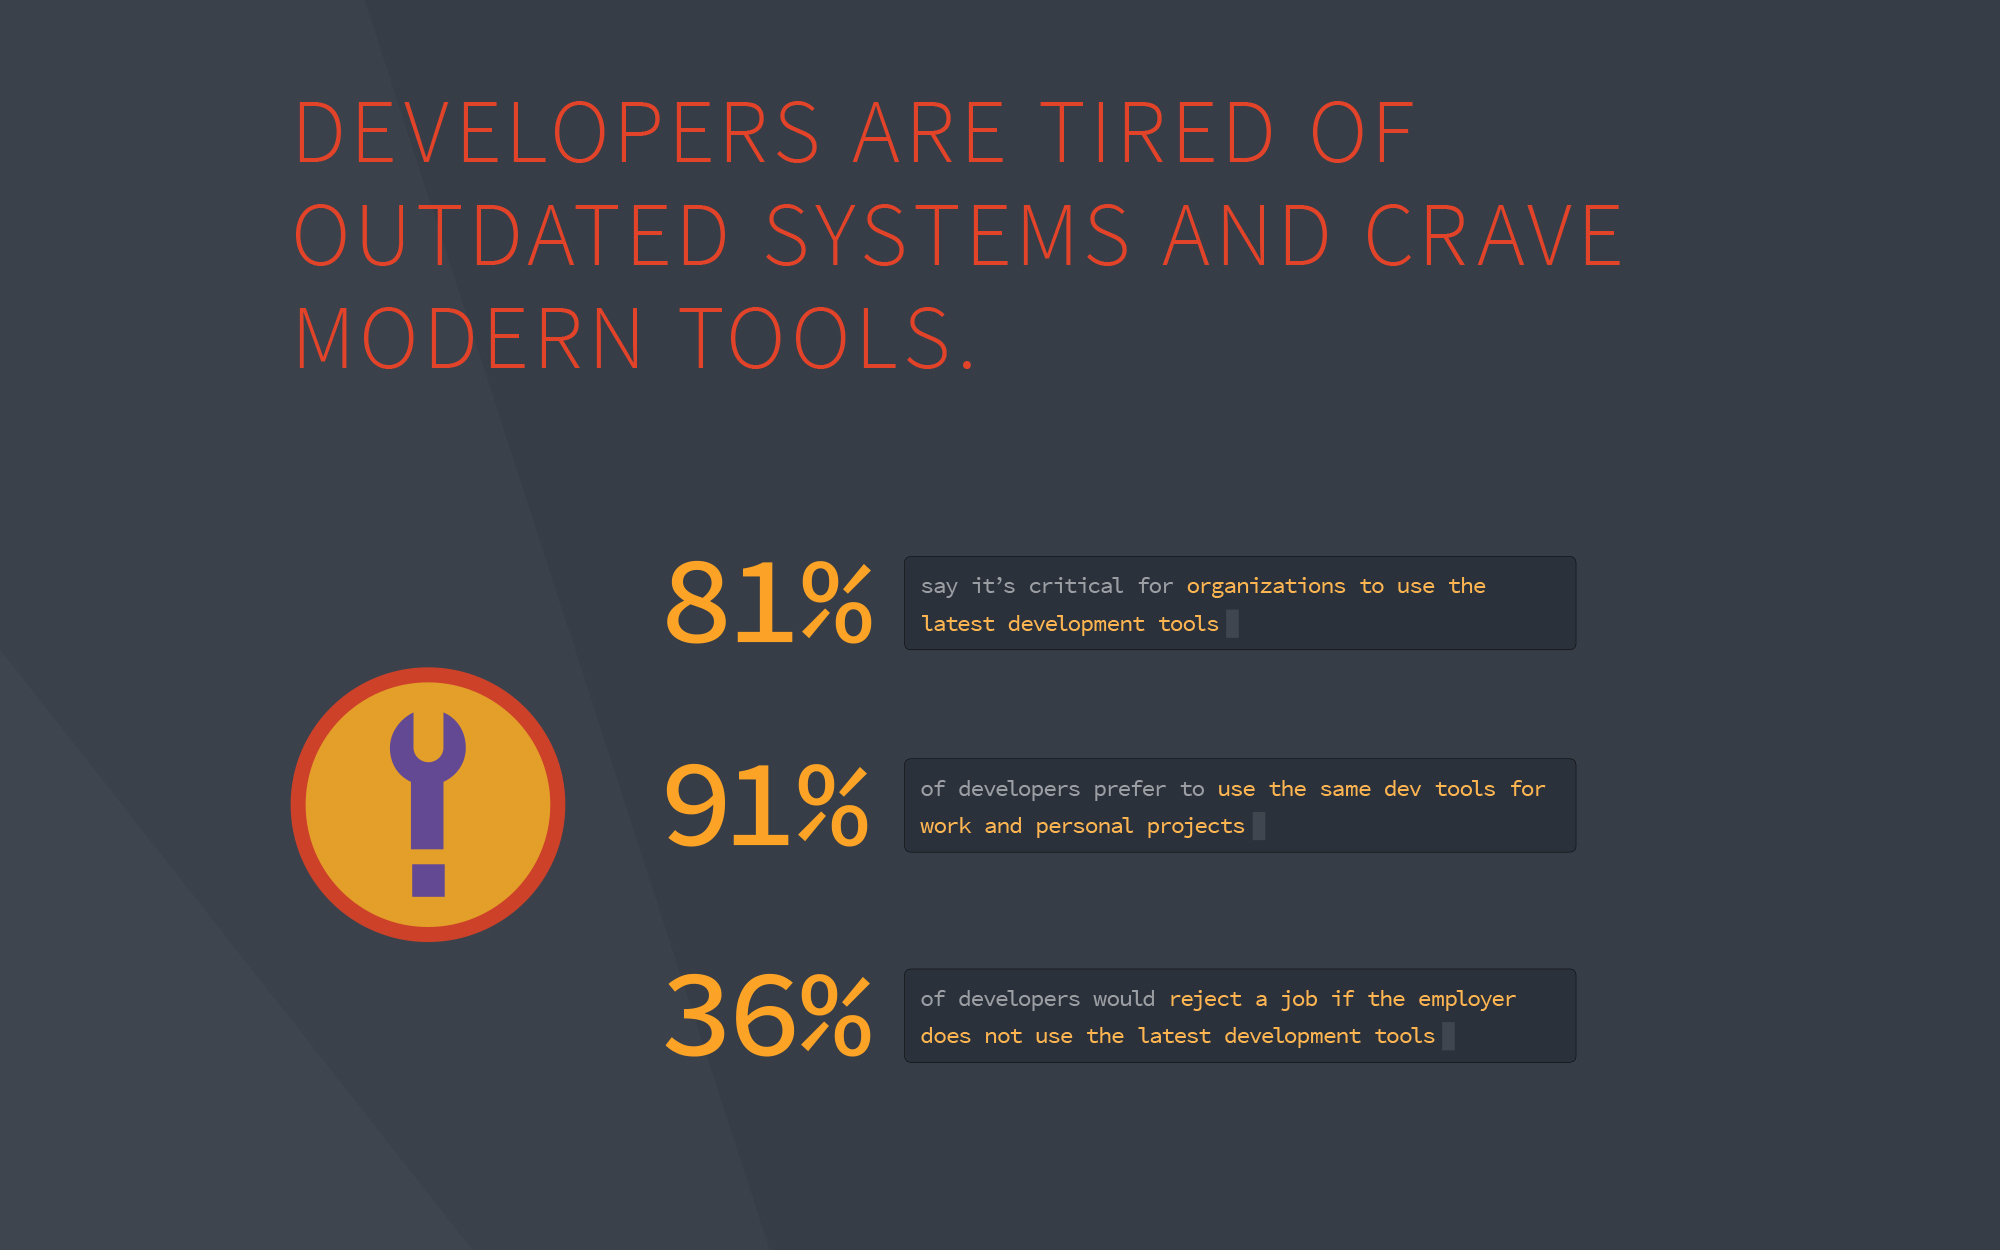 DEVELOPERS ARE TIRED OF
OUTDATED SYSTEMS AND CRAVE
MODERN TOOLS.
81%
say it’s critical for organizations to use the
latest development tools
91%
of developers prefer to use the same dev tools for
work and personal projects
36%
of developers would reject a job if the employer
does not use the latest development tools